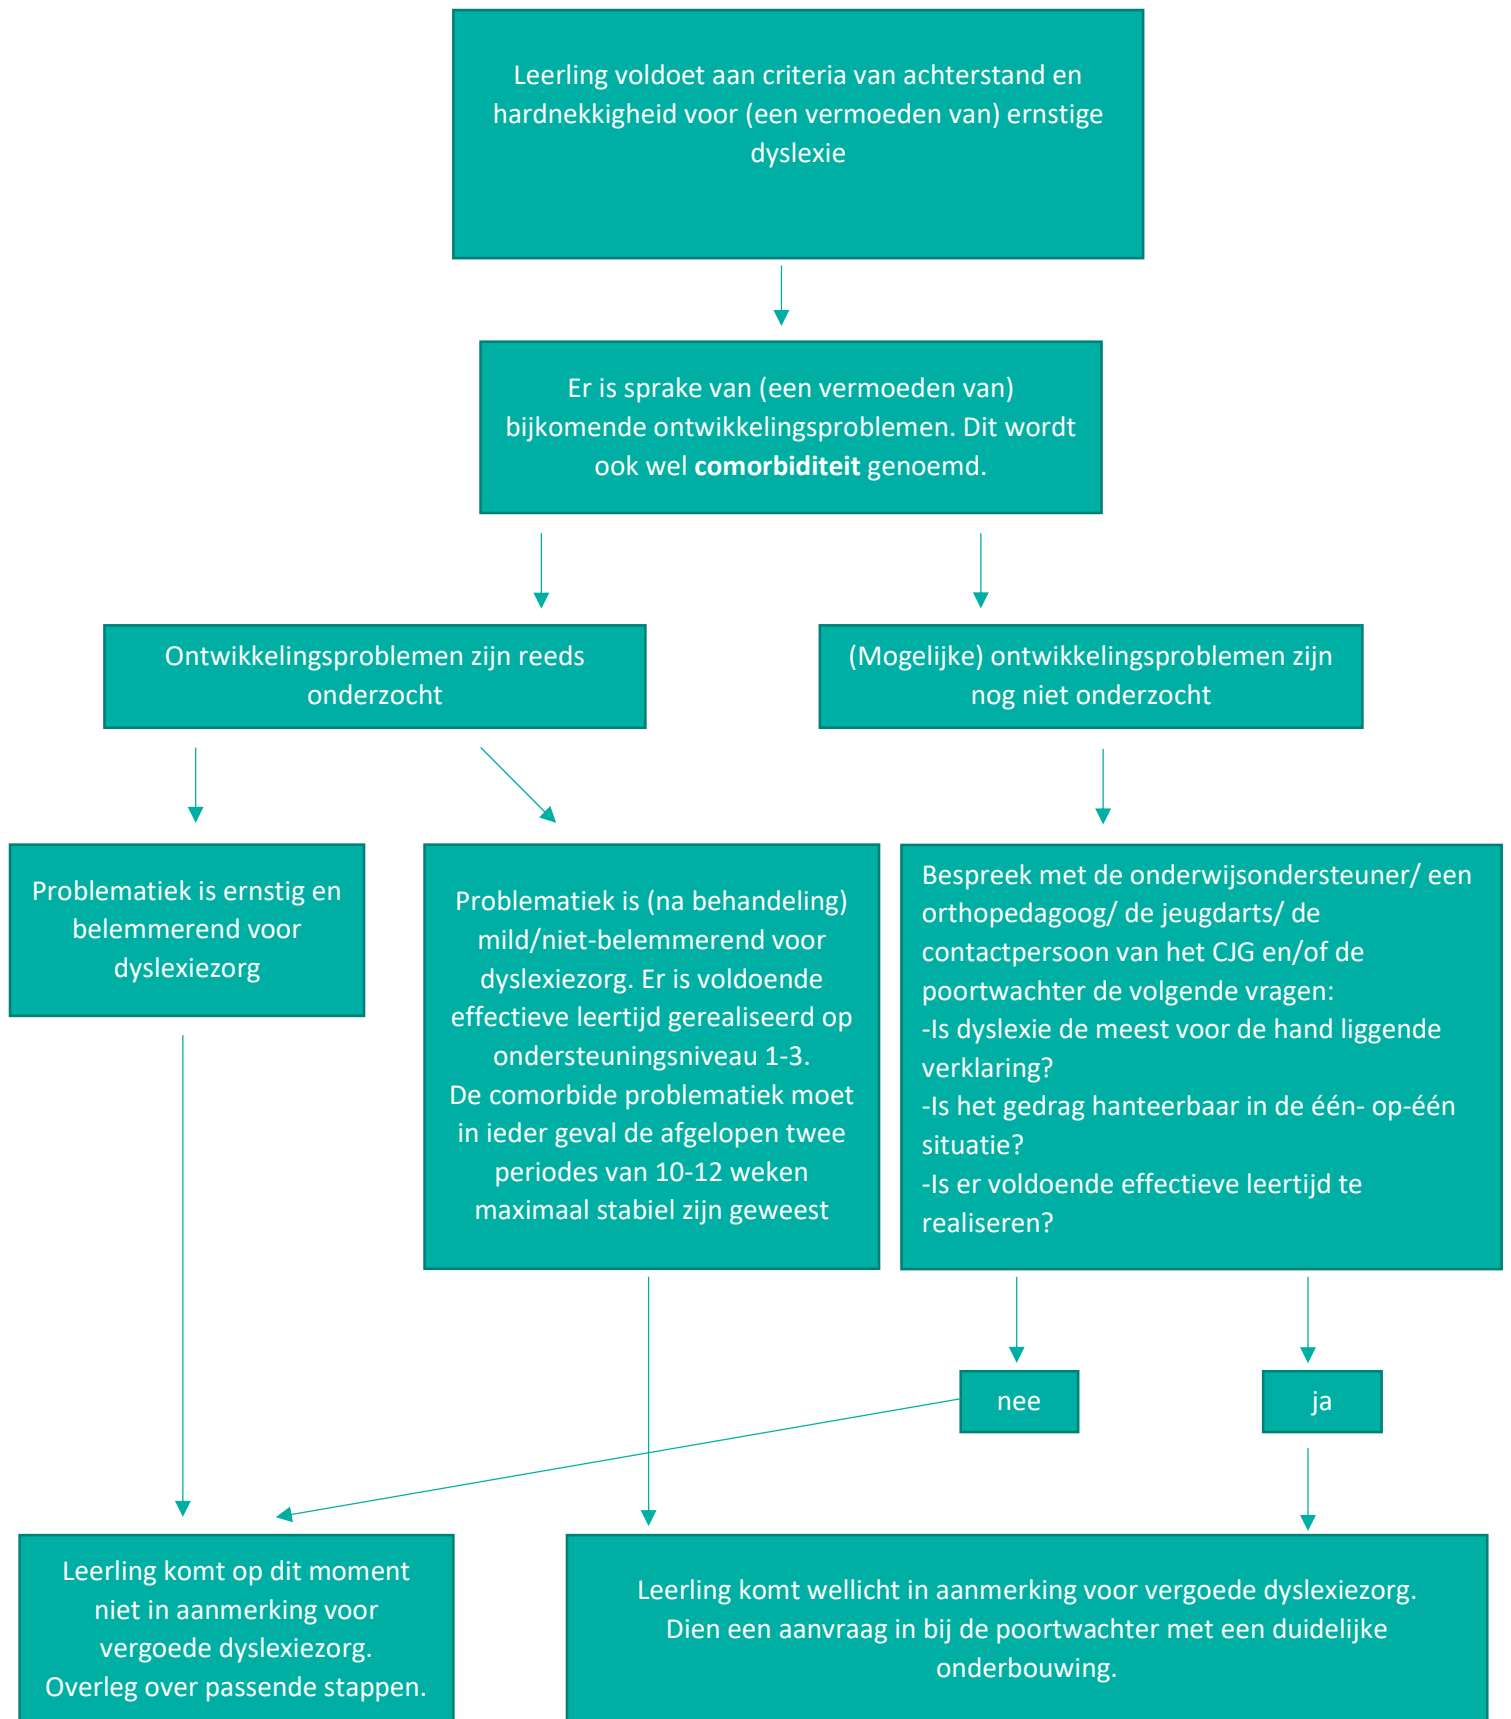 Leerling voldoet aan criteria van achterstand en
hardnekkigheid voor (een vermoeden van) ernstige
dyslexie
Er is sprake van (een vermoeden van)
bijkomende ontwikkelingsproblemen. Dit wordt
ook wel comorbiditeit genoemd.
Ontwikkelingsproblemen zijn reeds
onderzocht
(Mogelijke) ontwikkelingsproblemen zijn
nog niet onderzocht
Problematiek is ernstig en
belemmerend voor
dyslexiezorg
Problematiek is (na behandeling)
mild/niet-belemmerend voor
dyslexiezorg. Er is voldoende
effectieve leertijd gerealiseerd op
ondersteuningsniveau 1-3.
De comorbide problematiek moet
in ieder geval de afgelopen twee
periodes van 10-12 weken
maximaal stabiel zijn geweest
Bespreek met de onderwijsondersteuner/ een
orthopedagoog/ de jeugdarts/ de
contactpersoon van het CJG en/of de
poortwachter de volgende vragen:
-Is dyslexie de meest voor de hand liggende
verklaring?
-Is het gedrag hanteerbaar in de één- op-één
situatie?
-Is er voldoende effectieve leertijd te
realiseren?
nee
ja
Leerling komt op dit moment
niet in aanmerking voor
vergoede dyslexiezorg.
Overleg over passende stappen.
Leerling komt wellicht in aanmerking voor vergoede dyslexiezorg.
Dien een aanvraag in bij de poortwachter met een duidelijke
onderbouwing.